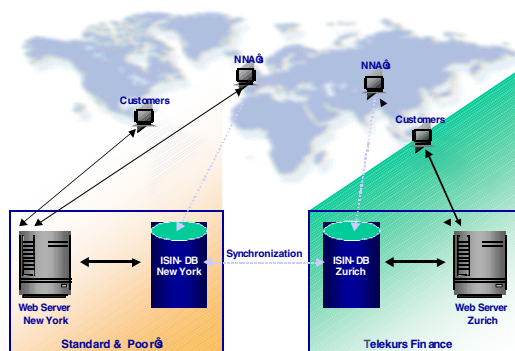 NNA's
NNA's
Customers
Customers
ISIN-DB
New York
Synchronization
ISIN-DB
Zurich
Web Server
New York
Web Server
Zurich
Standard & Poor's
Telekurs Finance